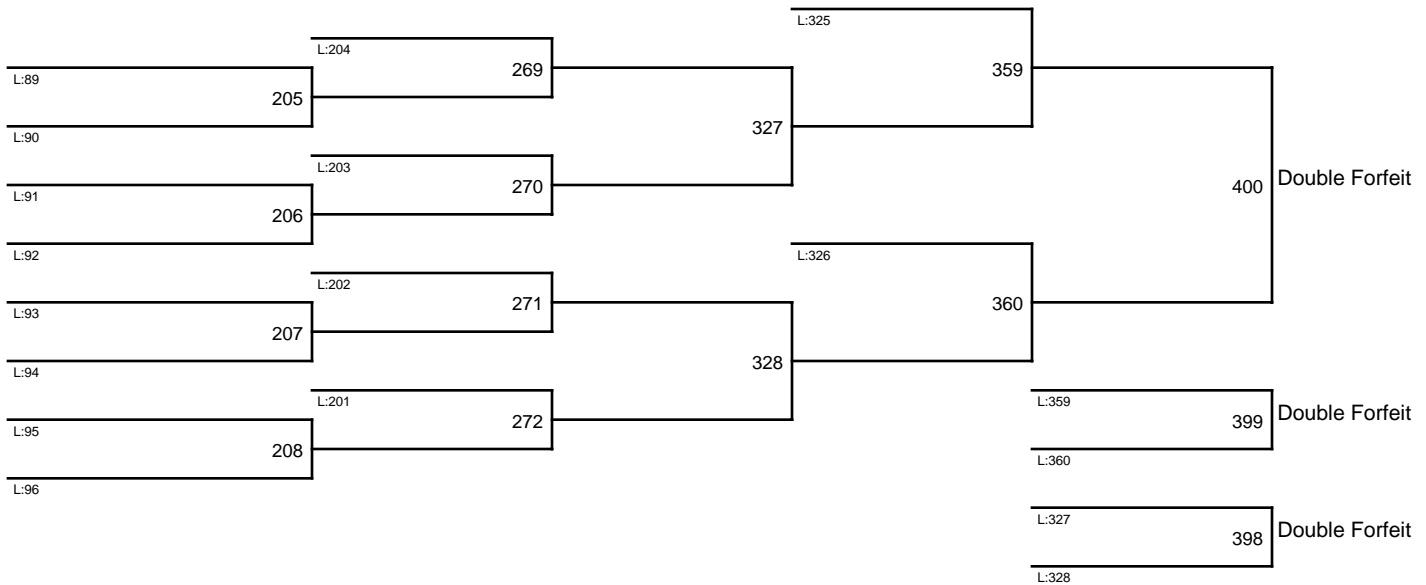 L:325
L:204
269
359
L:89
205
L:90
327
L:203
270
L:91
400
Double Forfeit
206
L:92
L:326
L:202
271
360
L:93
207
L:94
328
L:201
272
L:359
399
Double Forfeit
L:95
208
L:360
L:96
L:327
398
Double Forfeit
L:328